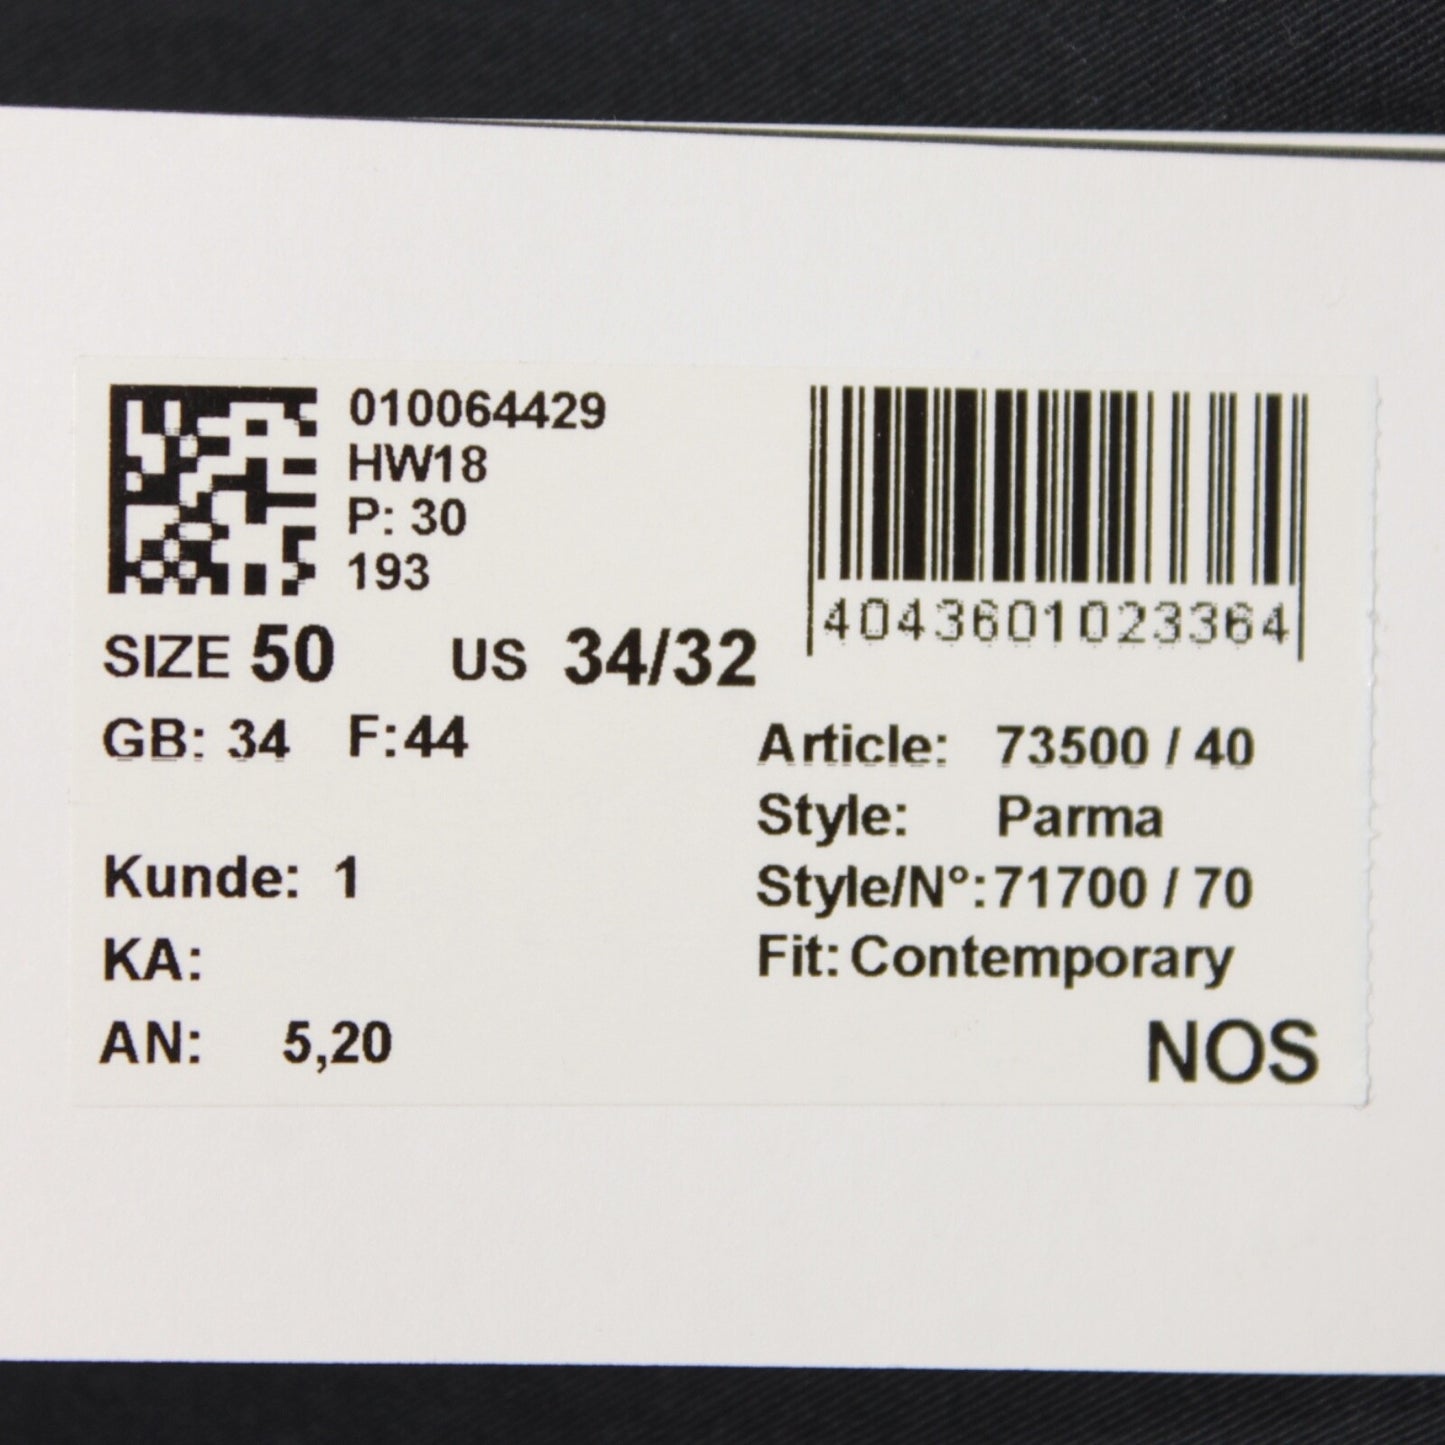 010064429
HW18
P: 30
193
4043601023364
SIZE 50 US 34/32
GB: 34 F:44
Article: 73500 / 40
Style: Parma
Kunde: 1
Style/N°:71700 / 70
KA:
Fit: Contemporary
AN: 5,20
NOS